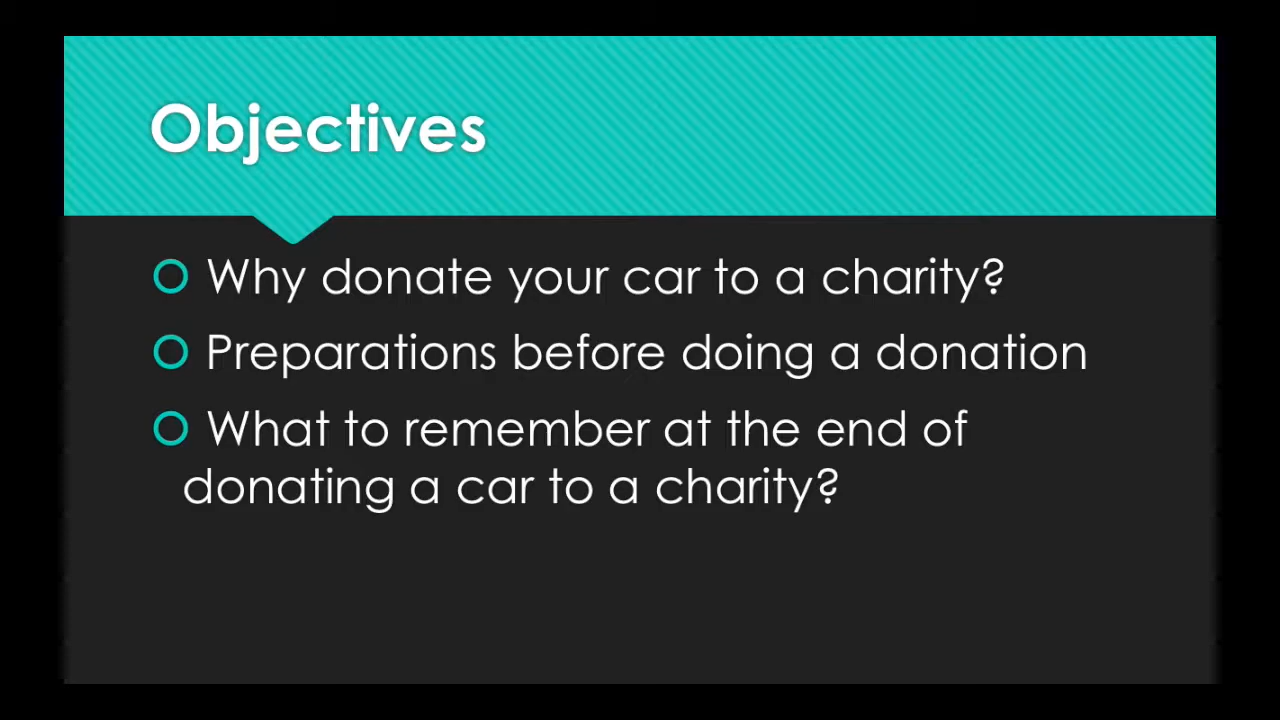 Objectives
Why donate your car to a charity?
Preparations before doing a donation
What to remember at the end of
donating a car to a charity?